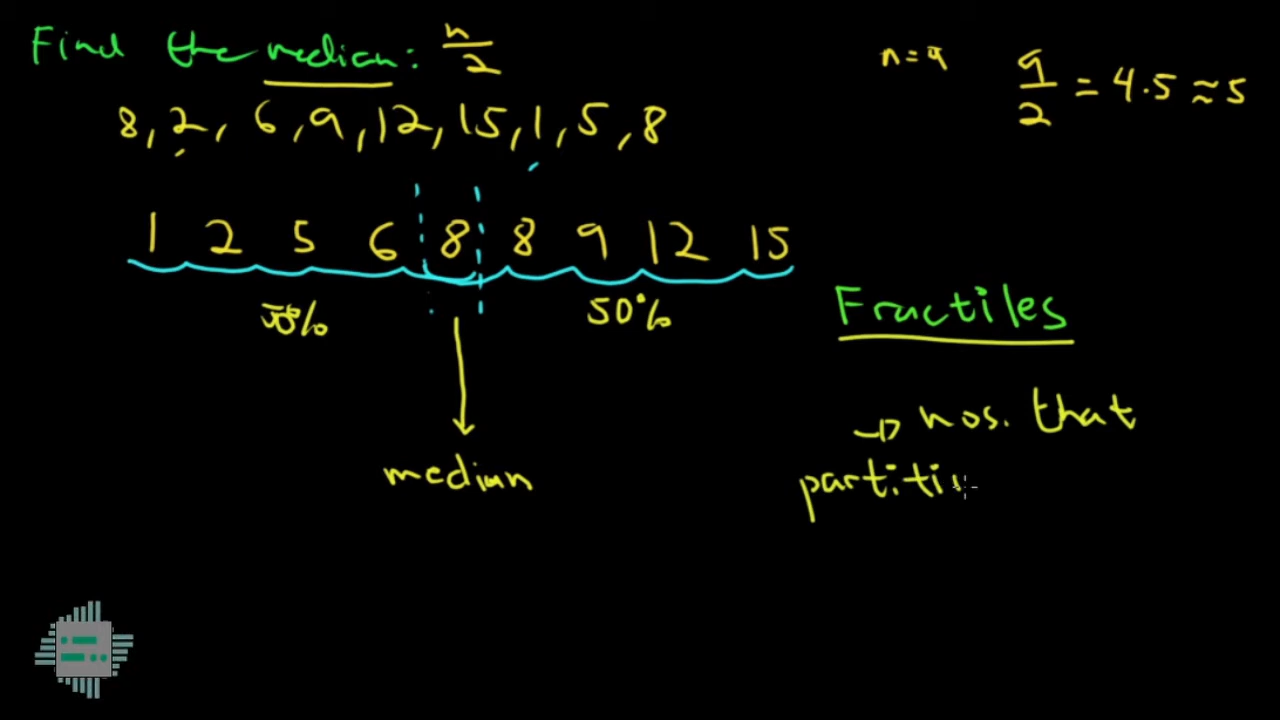 Find the median: n/2
n=9 9/2 = 4.5 ≈ 5
8, 2, 6, 9, 12, 15, 1, 5, 8
1 2 5 6 8 8 9 12 15
50% 50%
Fractiles
→ nos. that
median